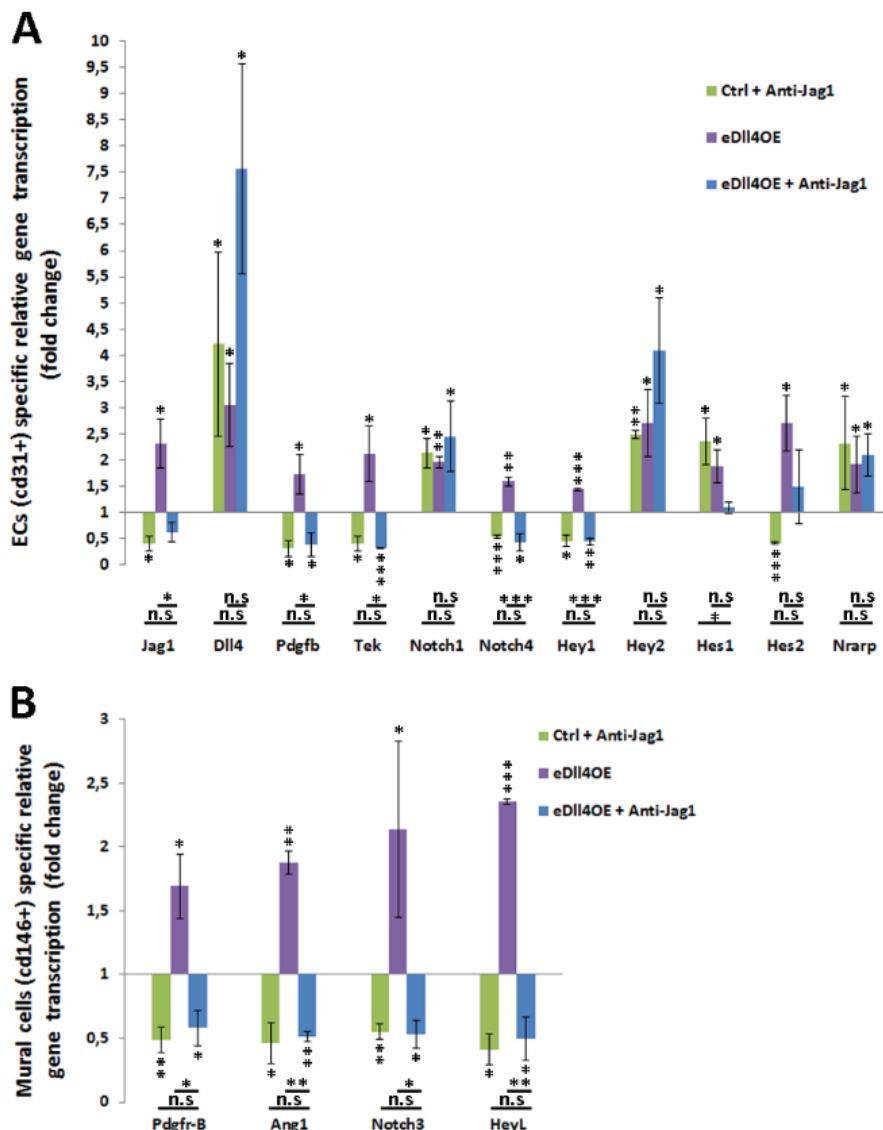 A
ECs (cd31+) specific relative gene transcription
(fold change)
10
9,5
9
8,5
8
7,5
7
6,5
6
5,5
5
4,5
4
3,5
3
2,5
2
1,5
1
0,5
0
Ctrl + Anti-Jag1
eDll4OE
eDll4OE + Anti-Jag1
* * * * * * * * * * ** * ** *** ** * * * * * * * *
* * * * *** *** * * ** ***
* n.s * * n.s *** *** n.s n.s n.s n.s
n.s n.s n.s n.s n.s n.s n.s n.s * n.s n.s
Jag1 Dll4 Pdgfb Tek Notch1 Notch4 Hey1 Hey2 Hes1 Hes2 Nrarp
B
Mural cells (cd146+) specific relative
gene transcription (fold change)
3
2,5
2
1,5
1
0,5
0
Ctrl + Anti-Jag1
eDll4OE
eDll4OE + Anti-Jag1
* ** * ***
** * * ** ** * * **
* ** * **
n.s n.s n.s n.s
Pdgfr-B Ang1 Notch3 HeyL